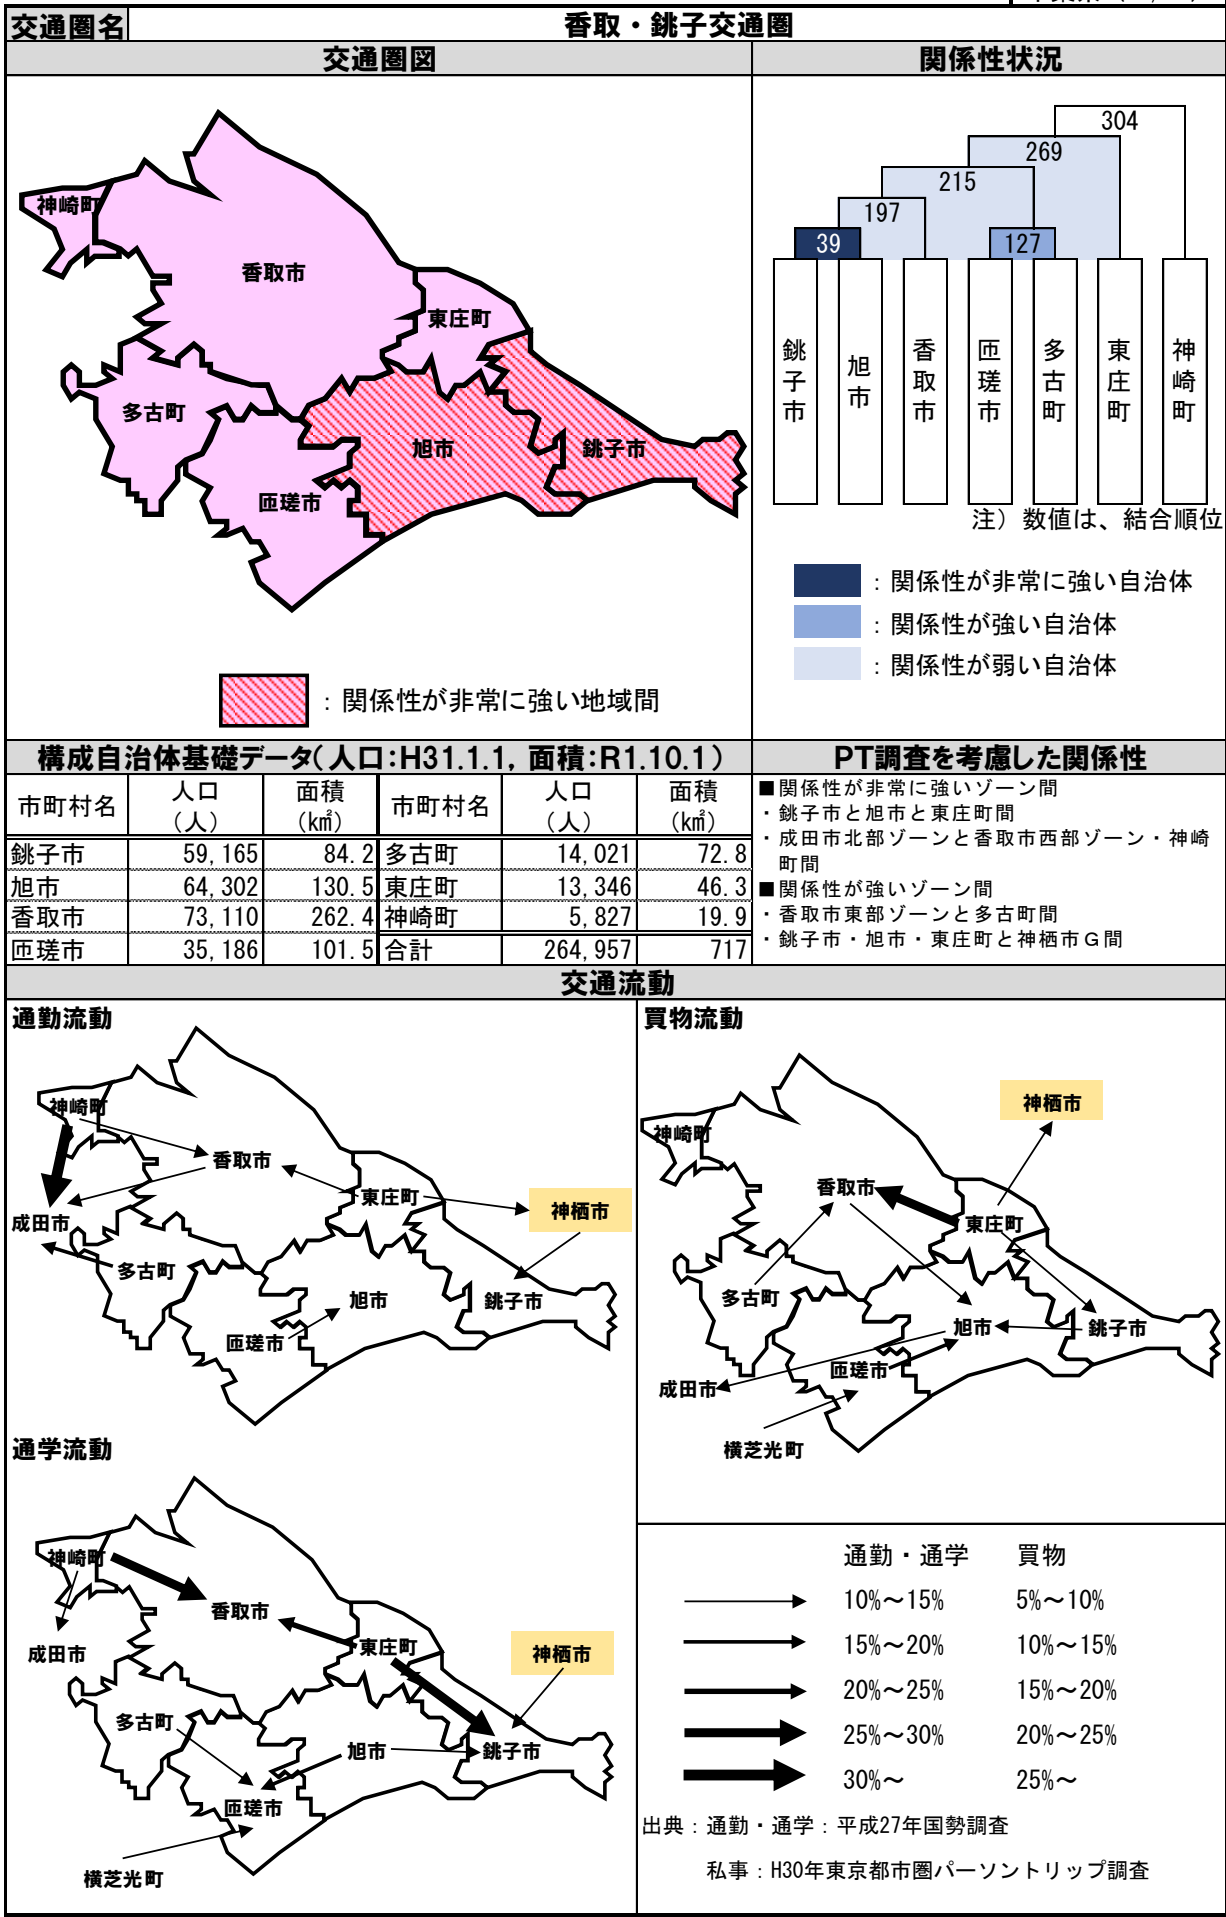 交通圏名
香取・銚子交通圏
交通圏図
関係性状況
神崎町
香取市
東庄町
多古町
旭市
銚子市
匝瑳市
：関係性が非常に強い地域間
304
269
215
197
39
127
銚子市
旭市
香取市
匝瑳市
多古町
東庄町
神崎町
注）数値は、結合順位
：関係性が非常に強い自治体
：関係性が強い自治体
：関係性が弱い自治体
構成自治体基礎データ（人口：H31.1.1, 面積：R1.10.1）
市町村名 人口（人） 面積（㎢） 市町村名 人口（人） 面積（㎢）
銚子市 59,165 84.2 多古町 14,021 72.8
旭市 64,302 130.5 東庄町 13,346 46.3
香取市 73,110 262.4 神崎町 5,827 19.9
匝瑳市 35,186 101.5 合計 264,957 717
PT調査を考慮した関係性
■関係性が非常に強いゾーン間
・銚子市と旭市と東庄町間
・成田市北部ゾーンと香取市西部ゾーン・神崎
町間
■関係性が強いゾーン間
・香取市東部ゾーンと多古町間
・銚子市・旭市・東庄町と神栖市Ｇ間
交通流動
通勤流動
神崎町
香取市
東庄町
神栖市
成田市
多古町
旭市
銚子市
匝瑳市
買物流動
神栖市
神崎町
香取市
東庄町
多古町
旭市
銚子市
匝瑳市
成田市
横芝光町
通学流動
神崎町
香取市
東庄町
神栖市
成田市
多古町
旭市
銚子市
匝瑳市
横芝光町
通勤・通学 買物
10%～15% 5%～10%
15%～20% 10%～15%
20%～25% 15%～20%
25%～30% 20%～25%
30%～ 25%～
出典：通勤・通学：平成27年国勢調査
私事：H30年東京都市圏パーソントリップ調査